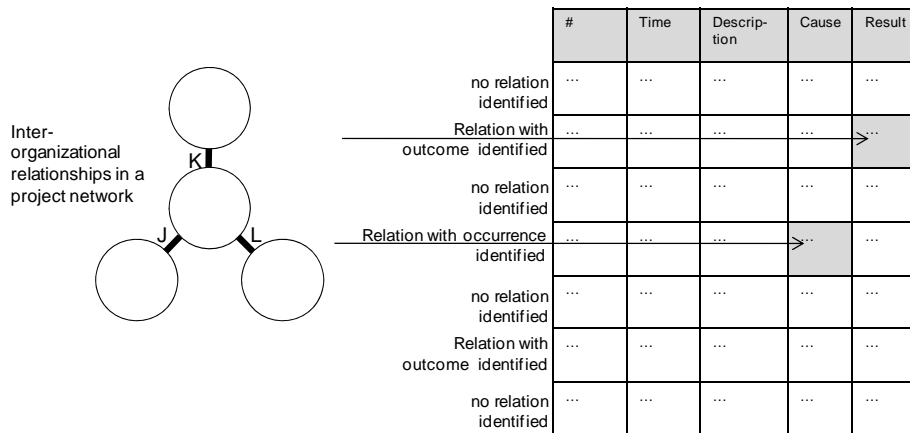 # Time Descrip- Cause Result
tion
no relation … … … … …
identified
Inter-
organizational
relationships in a
project network
K
J L
Relation with … … … … …
outcome identified
no relation … … … … …
identified
Relation with occurrence … … … … …
identified
no relation … … … … …
identified
Relation with … … … … …
outcome identified
no relation … … … … …
identified